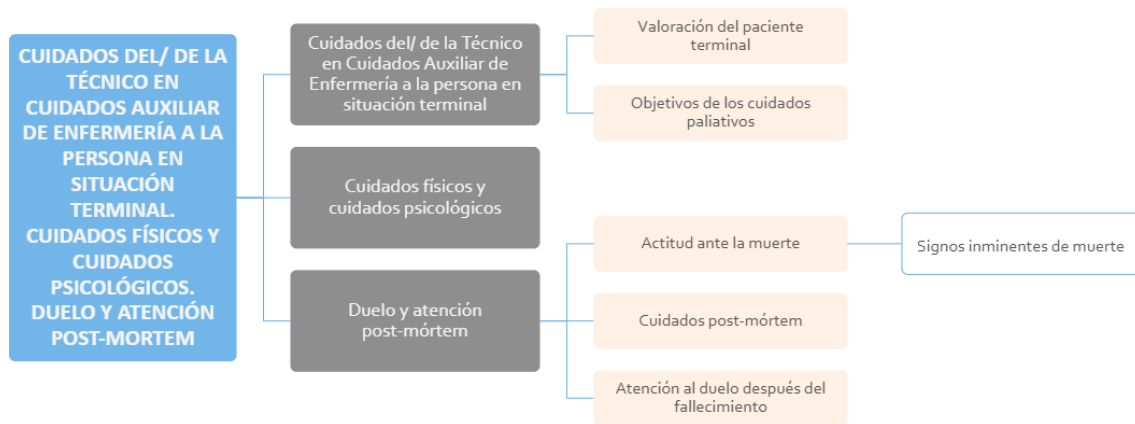 CUIDADOS DEL/ DE LA
TÉCNICO EN
CUIDADOS AUXILIAR
DE ENFERMERÍA A LA
PERSONA EN
SITUACIÓN
TERMINAL.
CUIDADOS FÍSICOS Y
CUIDADOS
PSICOLÓGICOS.
DUELO Y ATENCIÓN
POST-MORTEM
Cuidados del/ de la Técnico
en Cuidados Auxiliar de
Enfermería a la persona en
situación terminal
Valoración del paciente
terminal
Objetivos de los cuidados
paliativos
Cuidados físicos y
cuidados psicológicos
Duelo y atención
post-mórtem
Actitud ante la muerte
Signos inminentes de muerte
Cuidados post-mórtem
Atención al duelo después del
fallecimiento